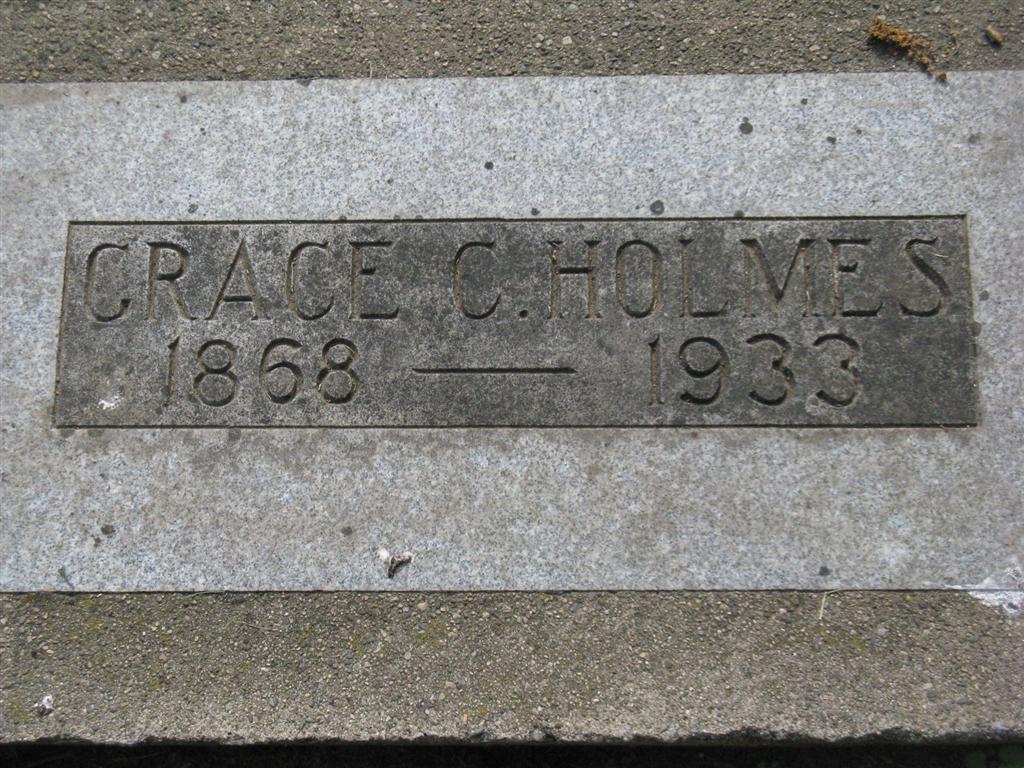 GRACE C. HOLMES
1868 — 1933